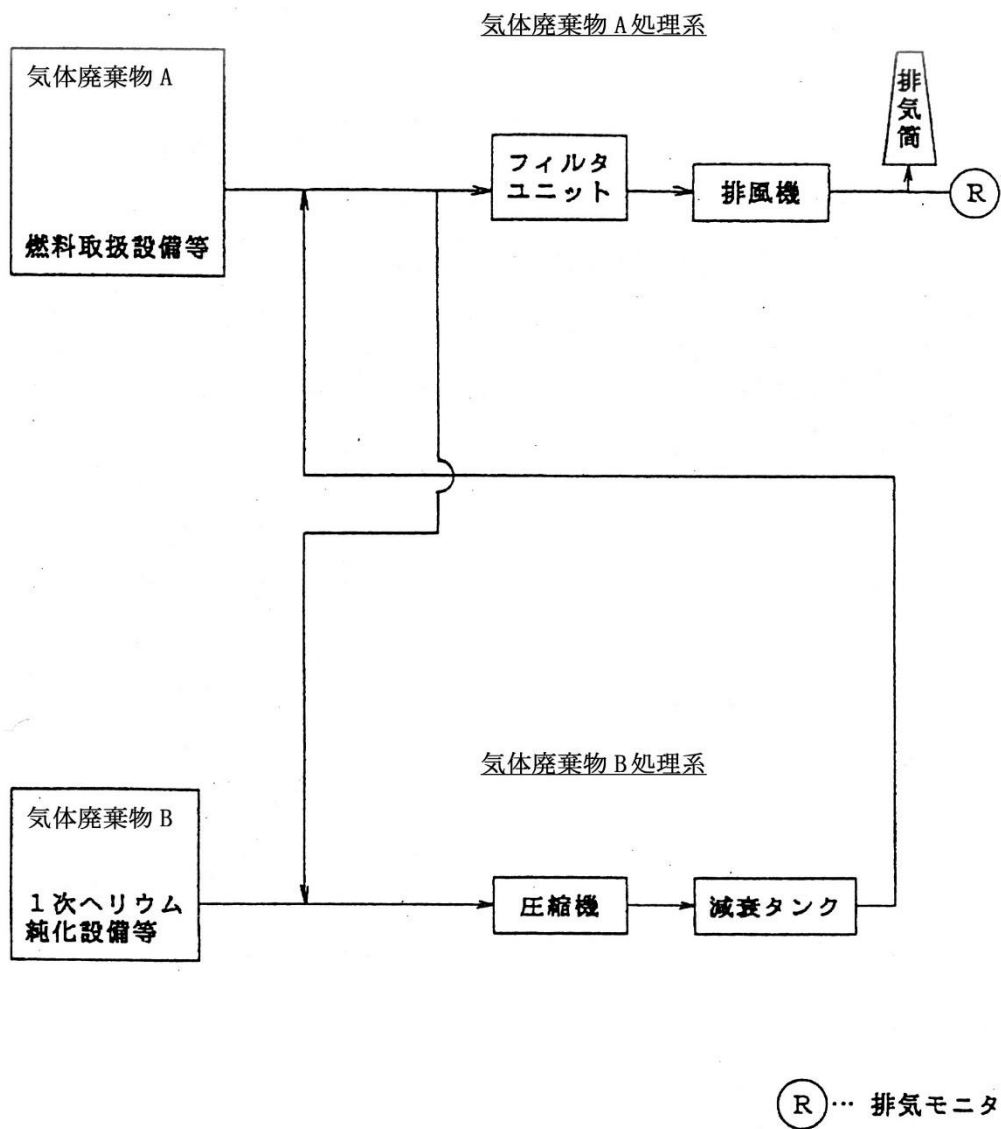 気体廃棄物A処理系
気体廃棄物A
燃料取扱設備等
フィルタ
ユニット
排風機
排気筒
R
気体廃棄物B処理系
気体廃棄物B
1次ヘリウム
純化設備等
圧縮機
減衰タンク
R … 排気モニタ